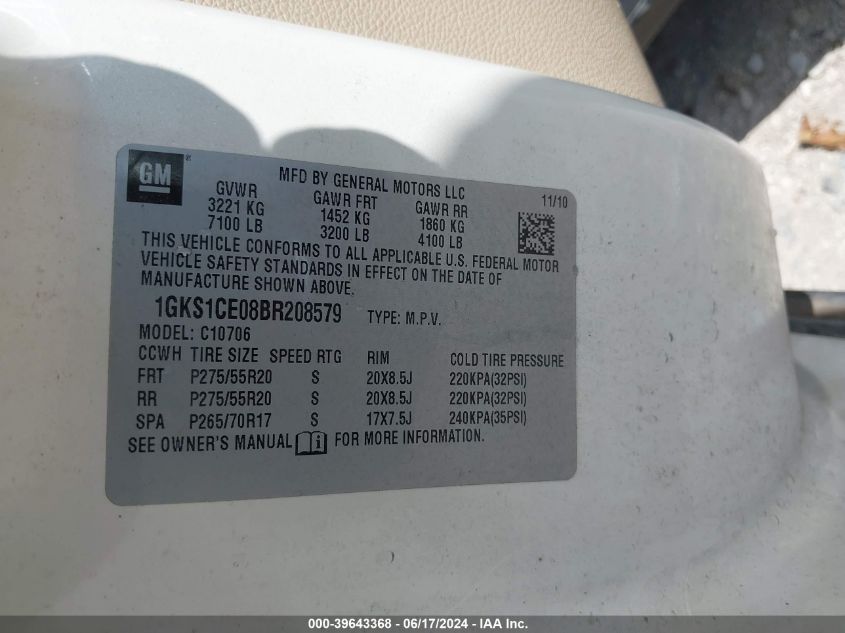 GM
MFD BY GENERAL MOTORS LLC
11/10
GVWR GAWR FRT GAWR RR
3221 KG 1452 KG 1860 KG
7100 LB 3200 LB 4100 LB
THIS VEHICLE CONFORMS TO ALL APPLICABLE U.S. FEDERAL MOTOR
VEHICLE SAFETY STANDARDS IN EFFECT ON THE DATE OF
MANUFACTURE SHOWN ABOVE.
1GKS1CE08BR208579 TYPE: M.P.V.
MODEL: C10706
CCWH TIRE SIZE SPEED RTG RIM COLD TIRE PRESSURE
FRT P275/55R20 S 20X8.5J 220KPA(32PSI)
RR P275/55R20 S 20X8.5J 220KPA(32PSI)
SPA P265/70R17 S 17X7.5J 240KPA(35PSI)
SEE OWNER'S MANUAL FOR MORE INFORMATION.
000-39643368 - 06/17/2024 - IAA Inc.